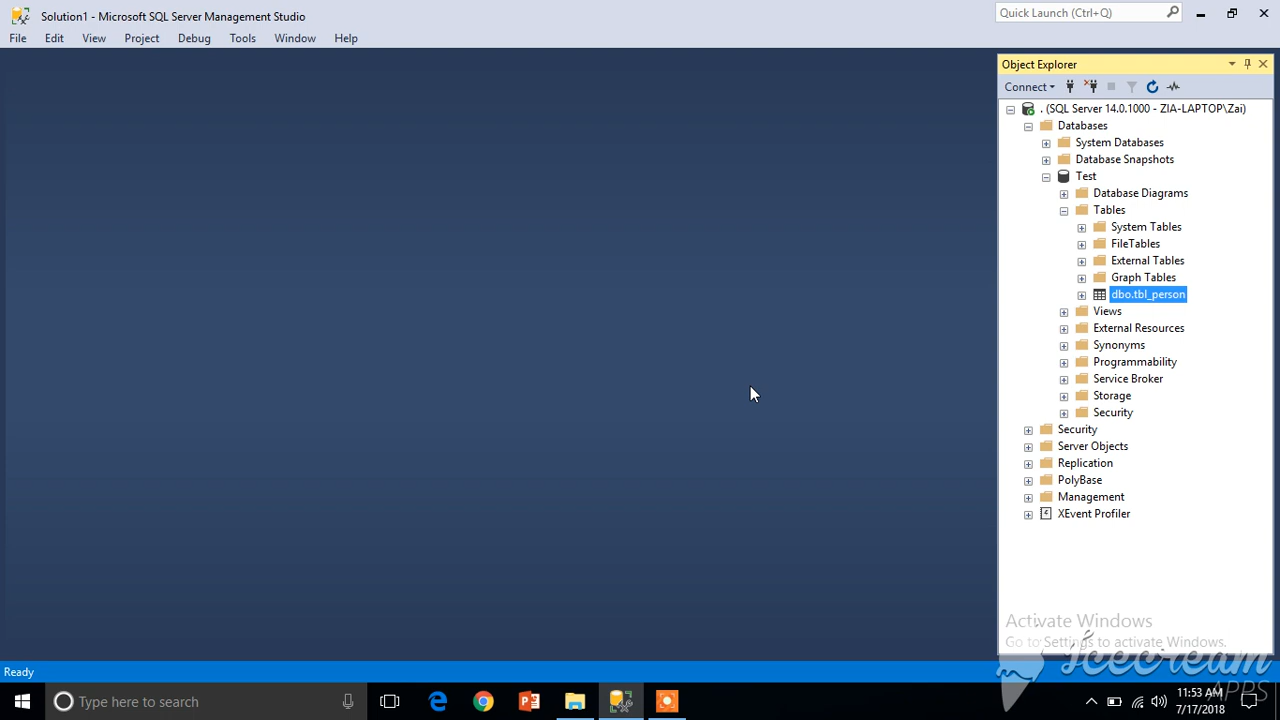 Solution1 - Microsoft SQL Server Management Studio
Quick Launch (Ctrl+Q)
File Edit View Project Debug Tools Window Help
Object Explorer
Connect
. (SQL Server 14.0.1000 - ZIA-LAPTOP\Zai)
Databases
System Databases
Database Snapshots
Test
Database Diagrams
Tables
System Tables
FileTables
External Tables
Graph Tables
dbo.tbl_person
Views
External Resources
Synonyms
Programmability
Service Broker
Storage
Security
Security
Server Objects
Replication
PolyBase
Management
XEvent Profiler
Activate Windows
Go to Settings to activate Windows.
Icecream
APPS
Ready
Type here to search
11:53 AM
7/17/2018